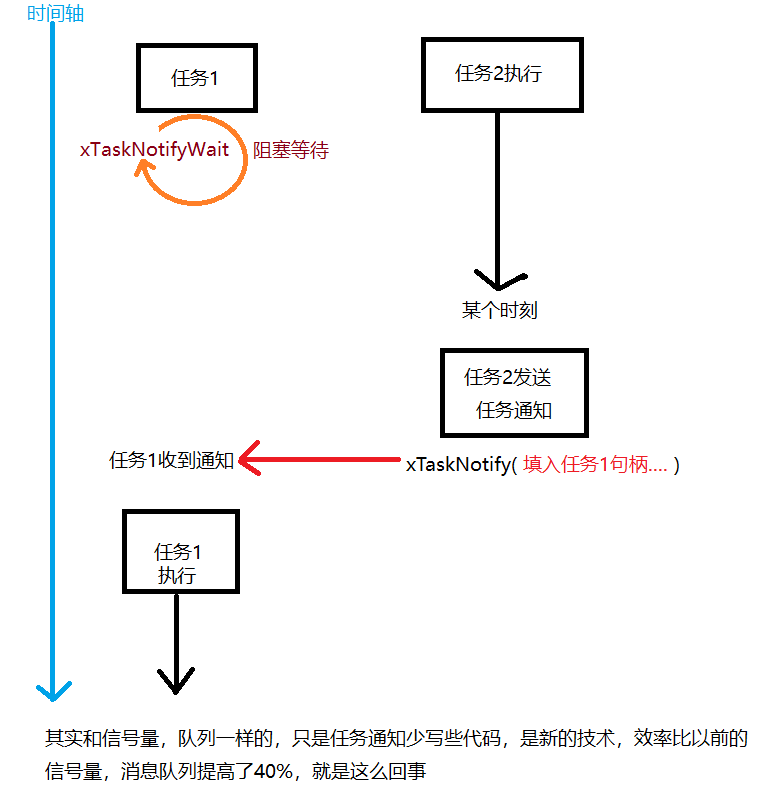 时间轴
任务1
任务2执行
xTaskNotifyWait 阻塞等待
某个时刻
任务2发送
任务通知
任务1收到通知
xTaskNotify( 填入任务1句柄.... )
任务1
执行
其实和信号量，队列一样的，只是任务通知少写些代码，是新的技术，效率比以前的
信号量，消息队列提高了40%，就是这么回事